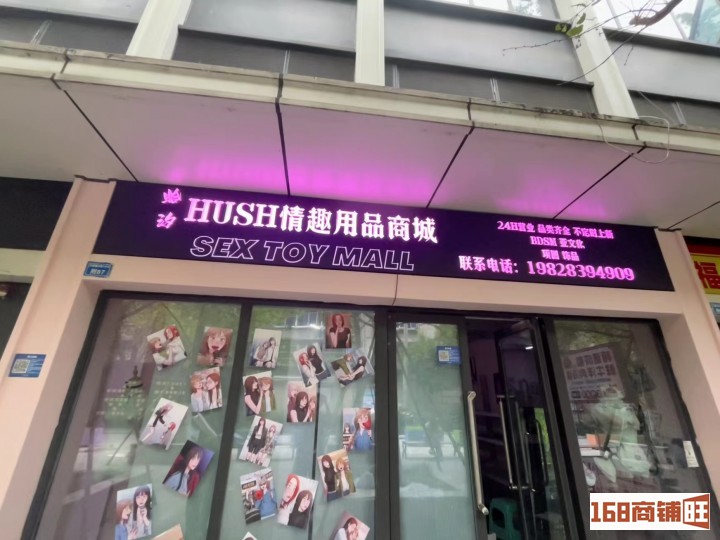 HUSH情趣用品商城
SEX TOY MALL
24H营业 品类齐全 不定期上新
BDSM 亚文化
联系电话：19828394909
福
168商铺旺